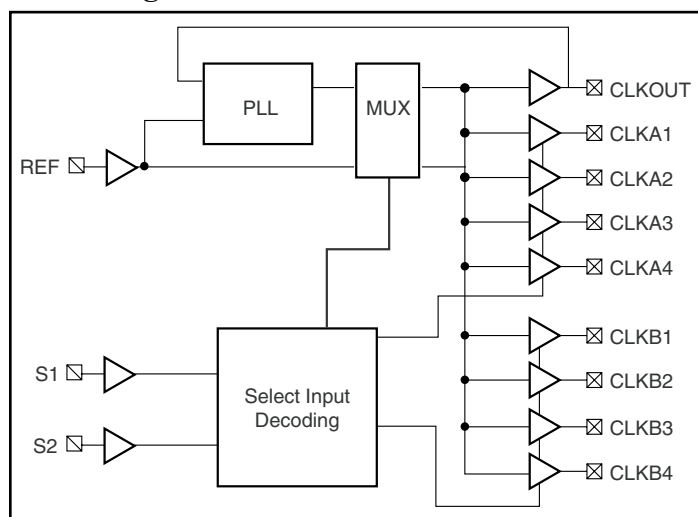 PLL
MUX
REF
CLKOUT
CLKA1
CLKA2
CLKA3
CLKA4
S1
S2
Select Input
Decoding
CLKB1
CLKB2
CLKB3
CLKB4